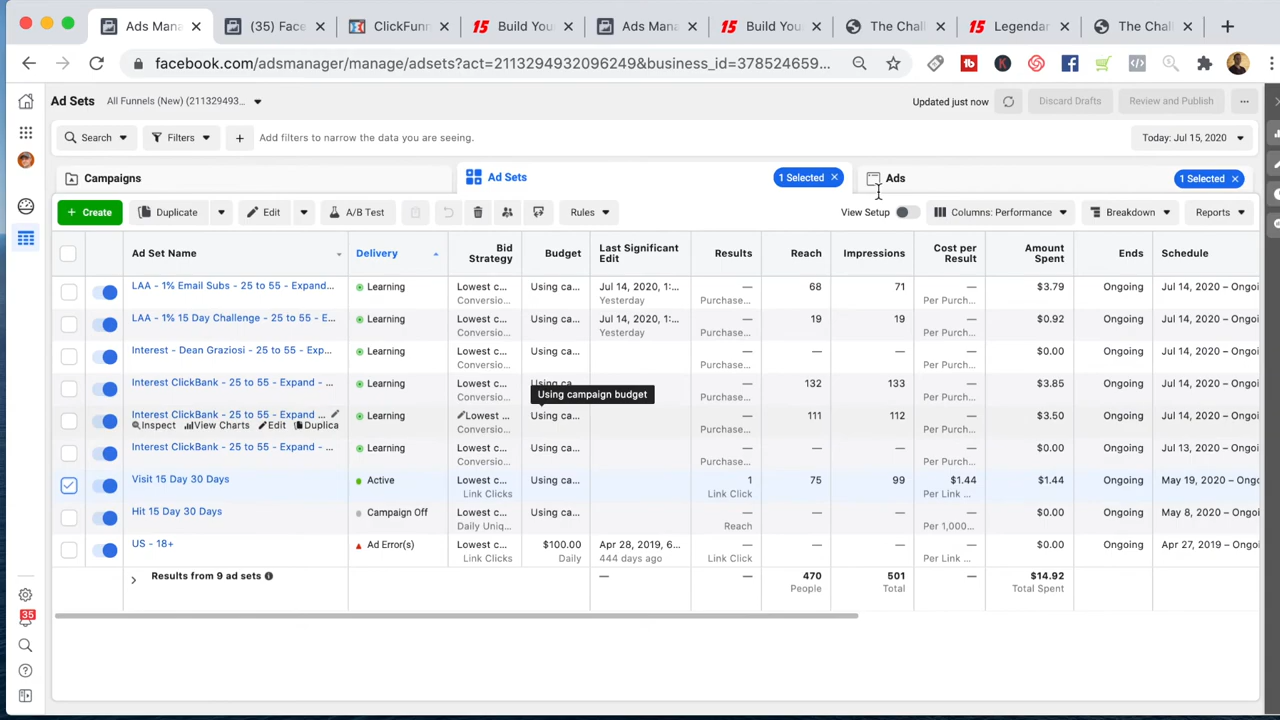 Ads Mana
(35) Face
ClickFunn
Build You
Ads Mana
Build You
The Chall
Legendar
The Chall
facebook.com/adsmanager/manage/adsets?act=2113294932096249&business_id=378524659...
Ad Sets
All Funnels (New) (211329493...
Updated just now
Discard Drafts
Review and Publish
Search
Filters
Add filters to narrow the data you are seeing.
Today: Jul 15, 2020
Campaigns
Ad Sets
1 Selected
Ads
1 Selected
Create
Duplicate
Edit
A/B Test
Rules
View Setup
Columns: Performance
Breakdown
Reports
Ad Set Name Delivery Bid Strategy Budget Last Significant Edit Results Reach Impressions Cost per Result Amount Spent Ends Schedule
LAA - 1% Email Subs - 25 to 55 - Expand... Learning Lowest c... Using ca... Jul 14, 2020, 1:... — 68 71 — $3.79 Ongoing Jul 14, 2020 – Ongoi
Conversio... Yesterday Purchase... Per Purch...
LAA - 1% 15 Day Challenge - 25 to 55 - E... Learning Lowest c... Using ca... Jul 14, 2020, 1:... — 19 19 — $0.92 Ongoing Jul 14, 2020 – Ongoi
Conversio... Yesterday Purchase... Per Purch...
Interest - Dean Graziosi - 25 to 55 - Exp... Learning Lowest c... Using ca... — — — — $0.00 Ongoing Jul 14, 2020 – Ongoi
Conversio... Purchase... Per Purch...
Interest ClickBank - 25 to 55 - Expand - ... Learning Lowest c... Using ca... — 132 133 — $3.85 Ongoing Jul 14, 2020 – Ongoi
Conversio... Using campaign budget Purchase... Per Purch...
Interest ClickBank - 25 to 55 - Expand ... Learning Lowest ... Using ca... — 111 112 — $3.50 Ongoing Jul 14, 2020 – Ongoi
Inspect View Charts Edit Duplica Conversio... Purchase... Per Purch...
Interest ClickBank - 25 to 55 - Expand - ... Learning Lowest c... Using ca... — — — — $0.00 Ongoing Jul 13, 2020 – Ongoi
Conversio... Purchase... Per Purch...
Visit 15 Day 30 Days Active Lowest c... Using ca... 1 75 99 $1.44 $1.44 Ongoing May 19, 2020 – Ongoi
Link Clicks Link Click Per Link ...
Hit 15 Day 30 Days Campaign Off Lowest c... Using ca... — — — — $0.00 Ongoing May 8, 2020 – Ongoi
Daily Uniq... Reach Per 1,000...
US - 18+ Ad Error(s) Lowest c... $100.00 Apr 28, 2019, 6... — — — — $0.00 Ongoing Apr 27, 2019 – Ongoi
Link Clicks Daily 444 days ago Link Click Per Link ...
Results from 9 ad sets — — 470 501 — $14.92
People Total Total Spent
35